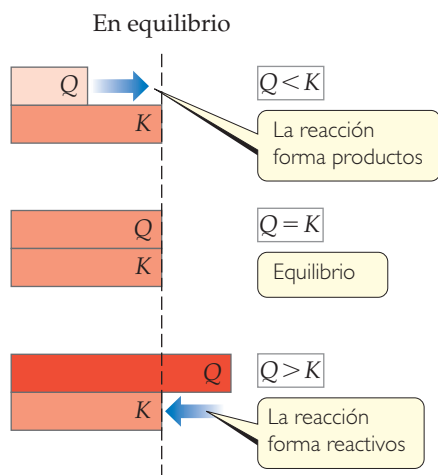 En equilibrio
Q
K
Q < K
La reacción
forma productos
Q
K
Q = K
Equilibrio
Q
K
Q > K
La reacción
forma reactivos